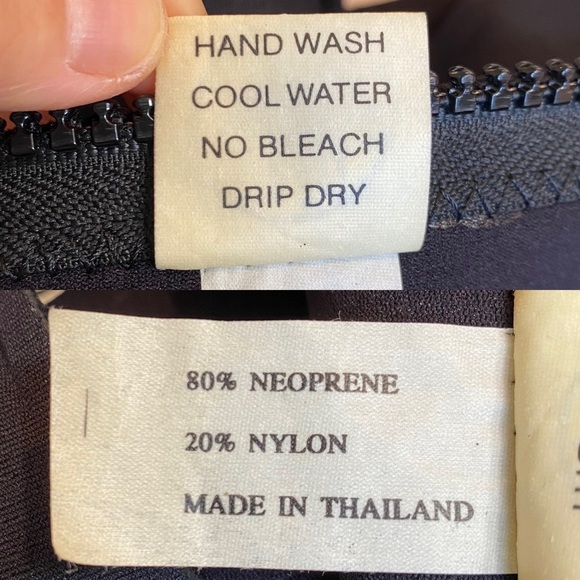 HAND WASH
COOL WATER
NO BLEACH
DRIP DRY
80% NEOPRENE
20% NYLON
MADE IN THAILAND